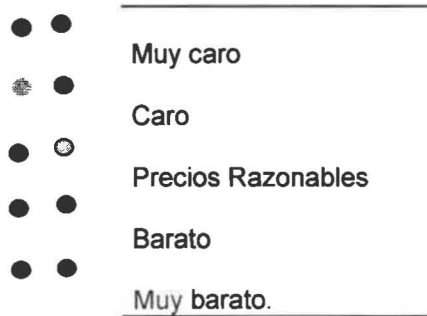 Muy caro
Caro
Precios Razonables
Barato
Muy barato.